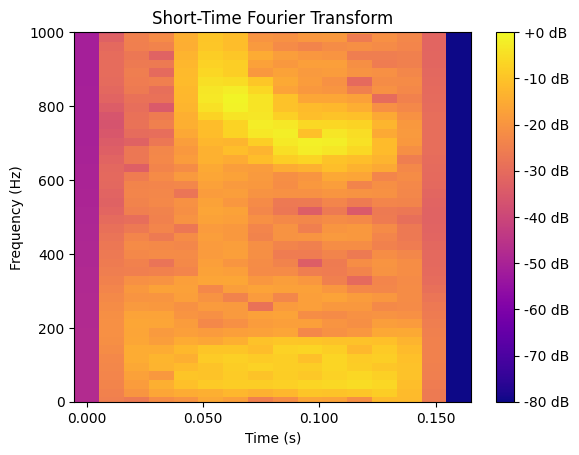 Short-Time Fourier Transform
Frequency (Hz)
1000
800
600
400
200
0
0.000
0.050
0.100
0.150
Time (s)
+0 dB
-10 dB
-20 dB
-30 dB
-40 dB
-50 dB
-60 dB
-70 dB
-80 dB